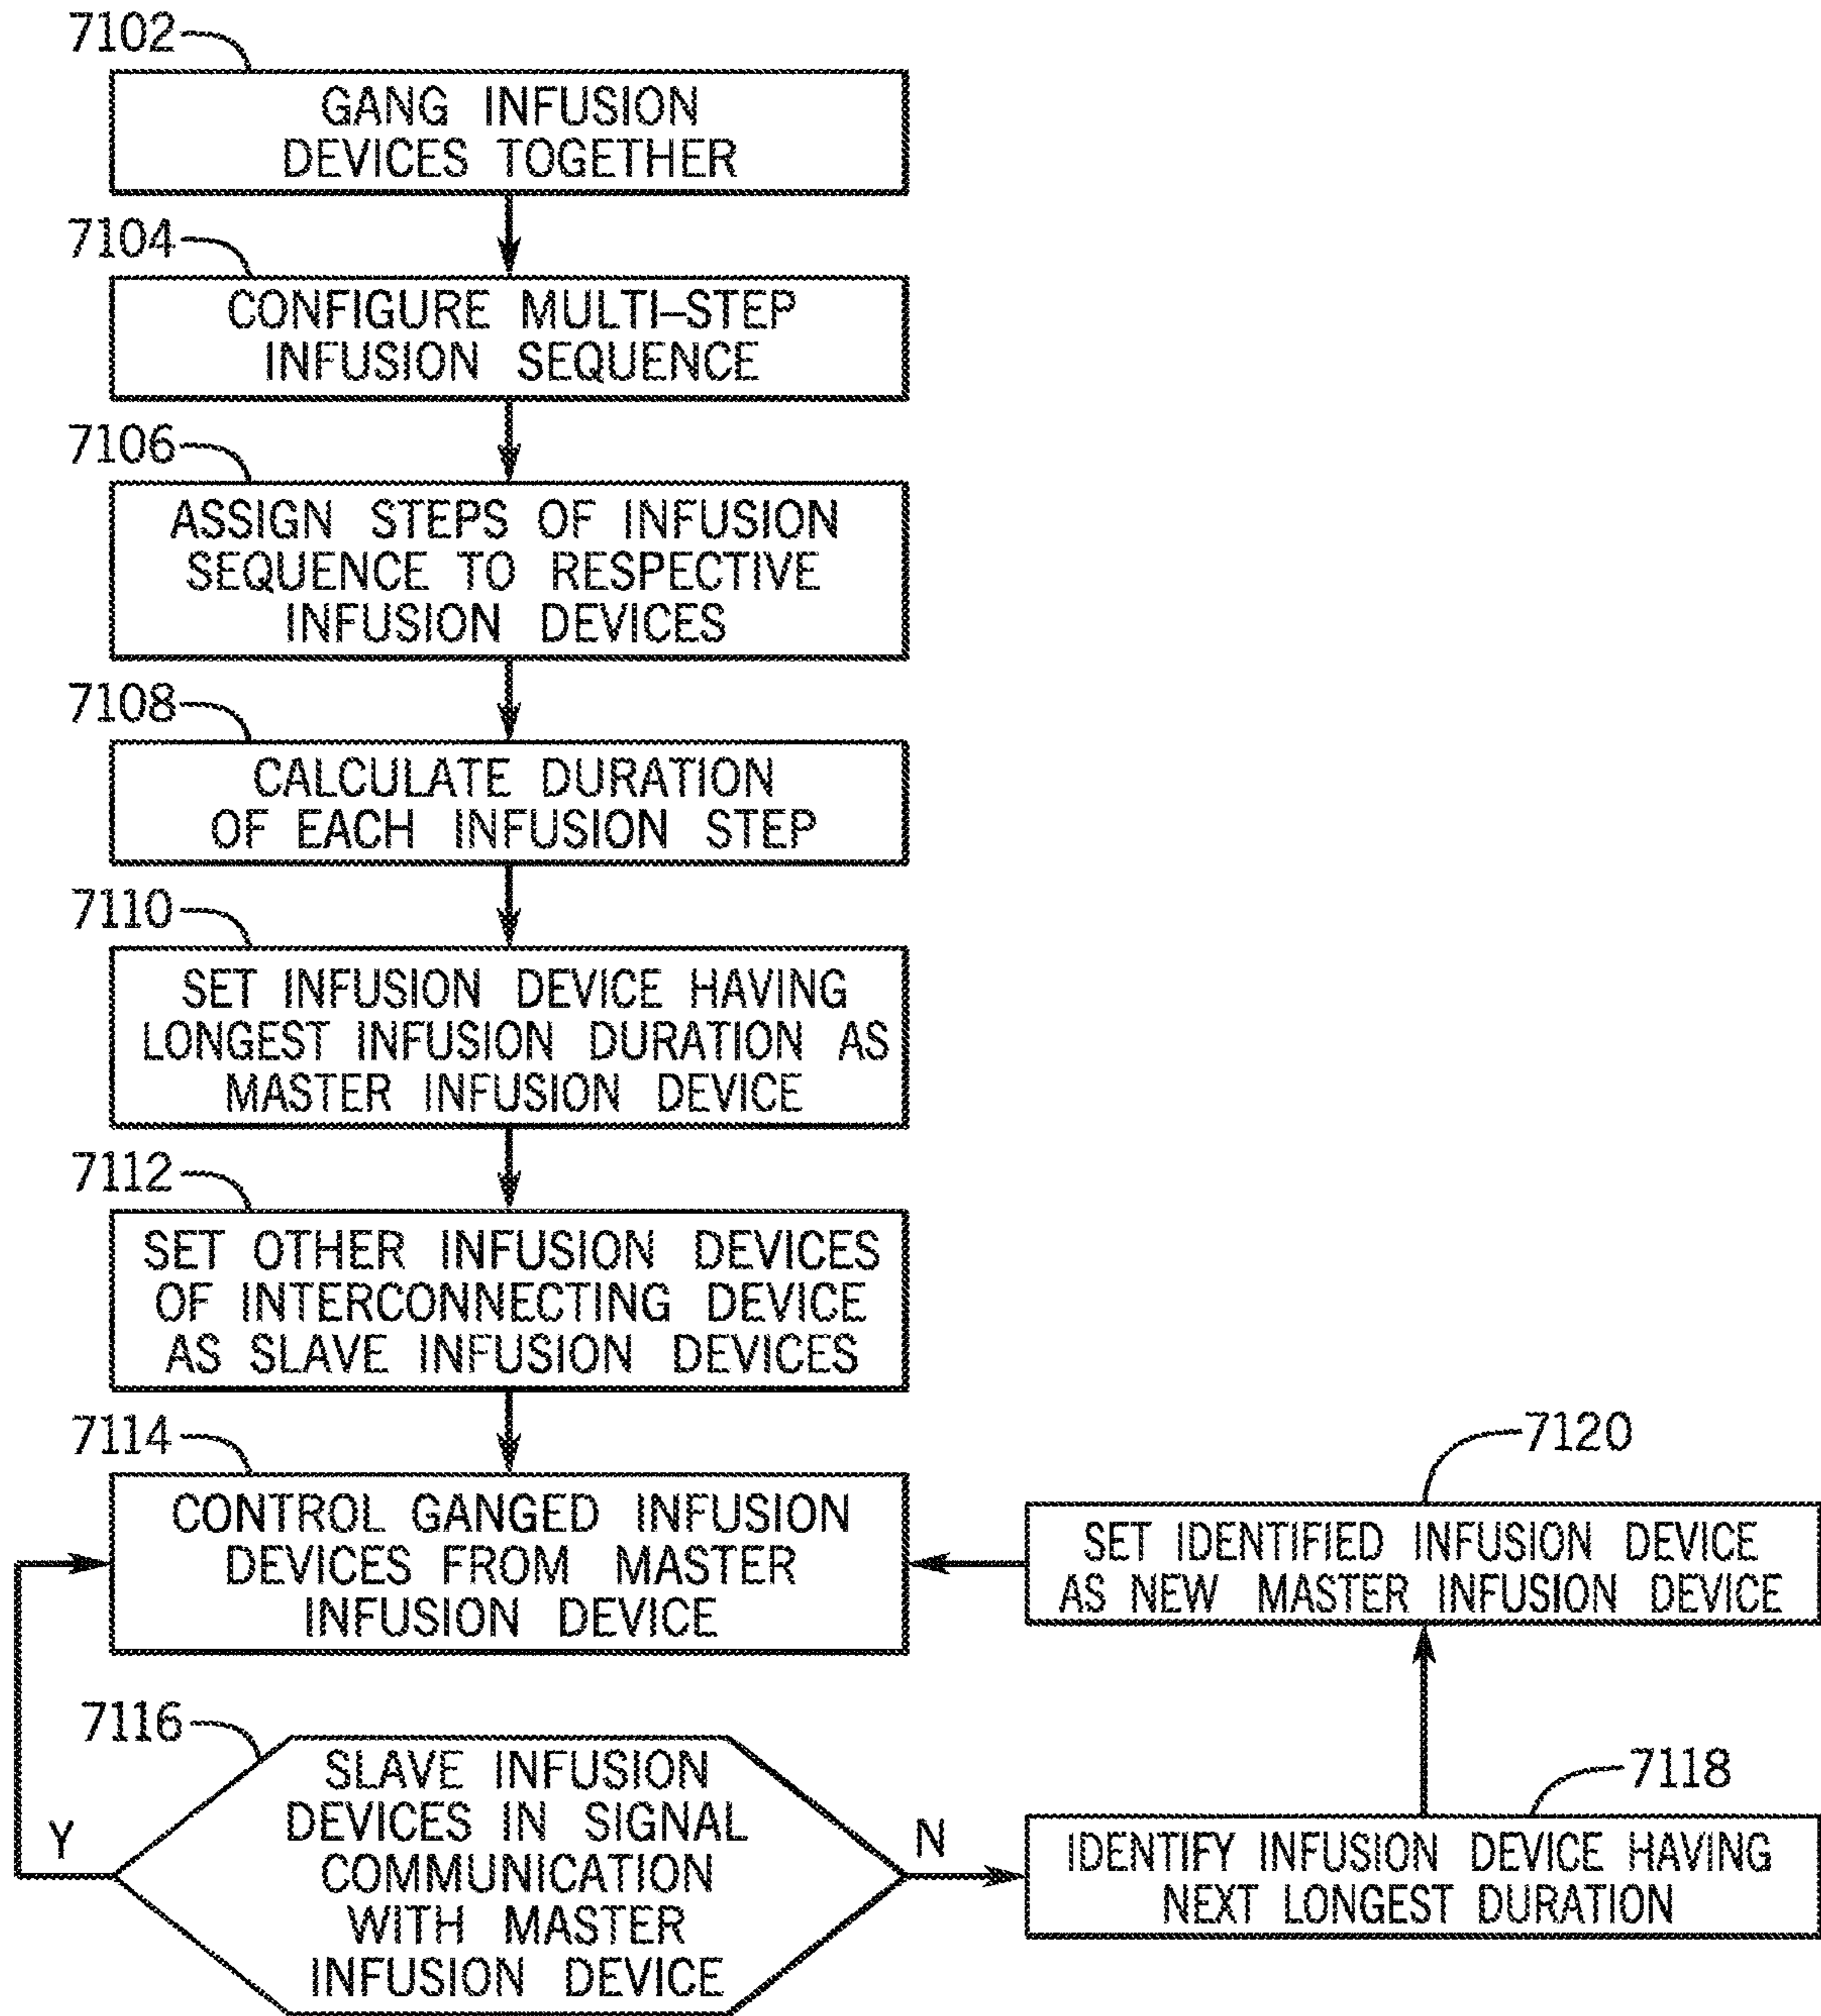 7102
GANG INFUSION
DEVICES TOGETHER
7104
CONFIGURE MULTI–STEP
INFUSION SEQUENCE
7106
ASSIGN STEPS OF INFUSION
SEQUENCE TO RESPECTIVE
INFUSION DEVICES
7108
CALCULATE DURATION
OF EACH INFUSION STEP
7110
SET INFUSION DEVICE HAVING
LONGEST INFUSION DURATION AS
MASTER INFUSION DEVICE
7112
SET OTHER INFUSION DEVICES
OF INTERCONNECTING DEVICE
AS SLAVE INFUSION DEVICES
7114
CONTROL GANGED INFUSION
DEVICES FROM MASTER
INFUSION DEVICE
7120
SET IDENTIFIED INFUSION DEVICE
AS NEW MASTER INFUSION DEVICE
7116
SLAVE INFUSION
DEVICES IN SIGNAL
COMMUNICATION
WITH MASTER
INFUSION DEVICE
Y
N
7118
IDENTIFY INFUSION DEVICE HAVING
NEXT LONGEST DURATION